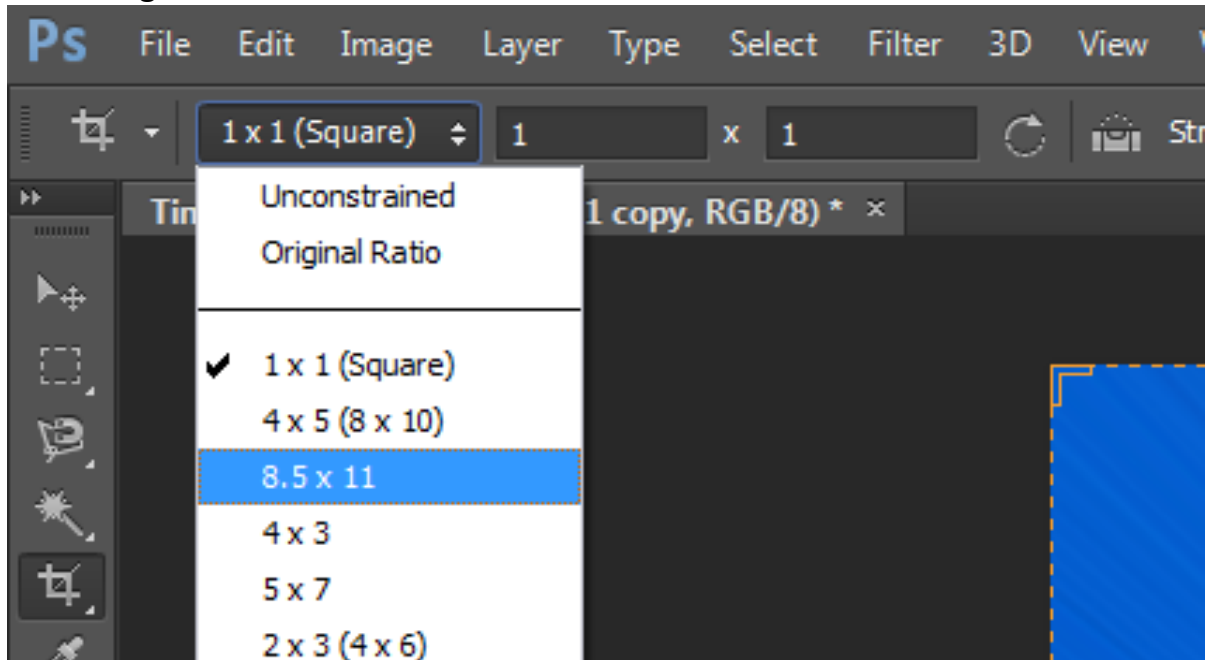 Ps File Edit Image Layer Type Select Filter 3D View
1 x 1 (Square) 1 x 1 Str
Tin 1 copy, RGB/8) * ×
Unconstrained
Original Ratio
1 x 1 (Square)
4 x 5 (8 x 10)
8.5 x 11
4 x 3
5 x 7
2 x 3 (4 x 6)